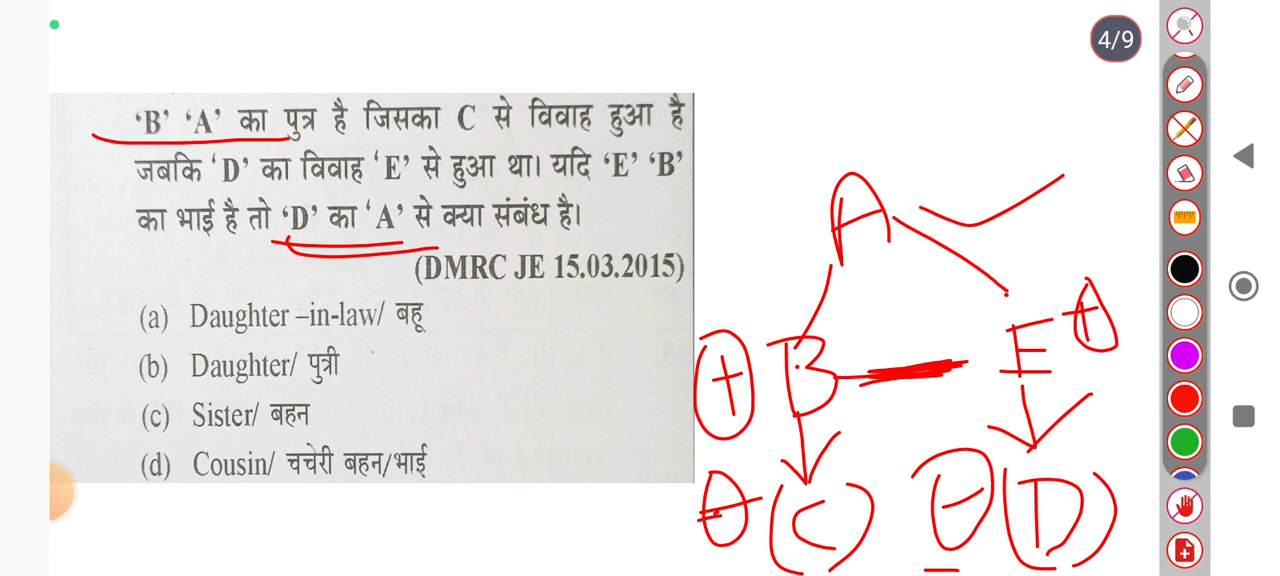 4/9
‘B’ ‘A’ का पुत्र है जिसका C से विवाह हुआ है
जबकि ‘D’ का विवाह ‘E’ से हुआ था। यदि ‘E’ ‘B’
का भाई है तो ‘D’ का ‘A’ से क्या संबंध है।
(DMRC JE 15.03.2015)
(a) Daughter –in-law/ बहू
(b) Daughter/ पुत्री
(c) Sister/ बहन
(d) Cousin/ चचेरी बहन/भाई
A
+ B E +
(C) - (D)